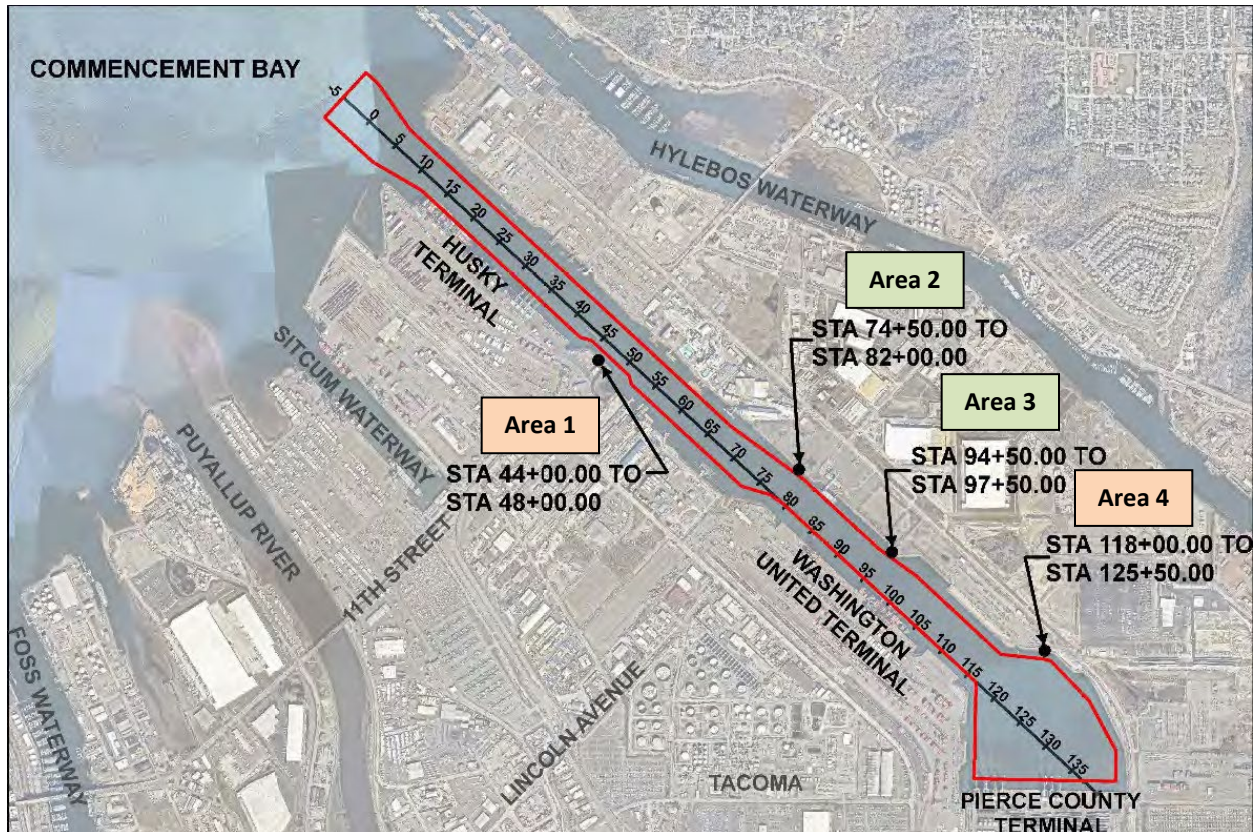 COMMENCEMENT BAY
-5
0
5
10
15
20
25
30
35
40
45
50
55
60
65
70
75
80
85
90
95
100
105
110
115
120
125
130
135
HYLEBOS WATERWAY
HUSKY
TERMINAL
SITCUM WATERWAY
PUYALLUP RIVER
Area 1
STA 44+00.00 TO
STA 48+00.00
Area 2
STA 74+50.00 TO
STA 82+00.00
Area 3
STA 94+50.00 TO
STA 97+50.00
Area 4
STA 118+00.00 TO
STA 125+50.00
11TH STREET
WASHINGTON
UNITED TERMINAL
FOSS WATERWAY
LINCOLN AVENUE
TACOMA
PIERCE COUNTY
TERMINAL